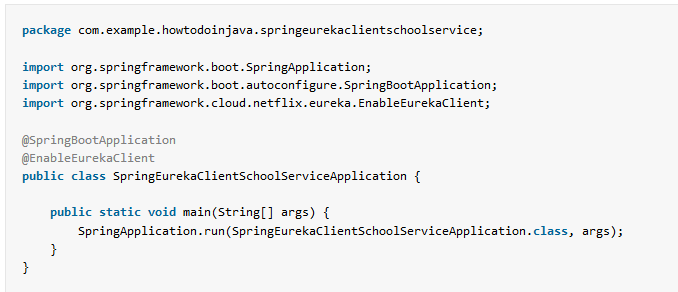 package com.example.howtodoinjava.springeurekaclientschoolservice;
import org.springframework.boot.SpringApplication;
import org.springframework.boot.autoconfigure.SpringBootApplication;
import org.springframework.cloud.netflix.eureka.EnableEurekaClient;
@SpringBootApplication
@EnableEurekaClient
public class SpringEurekaClientSchoolServiceApplication {
public static void main(String[] args) {
SpringApplication.run(SpringEurekaClientSchoolServiceApplication.class, args);
}
}